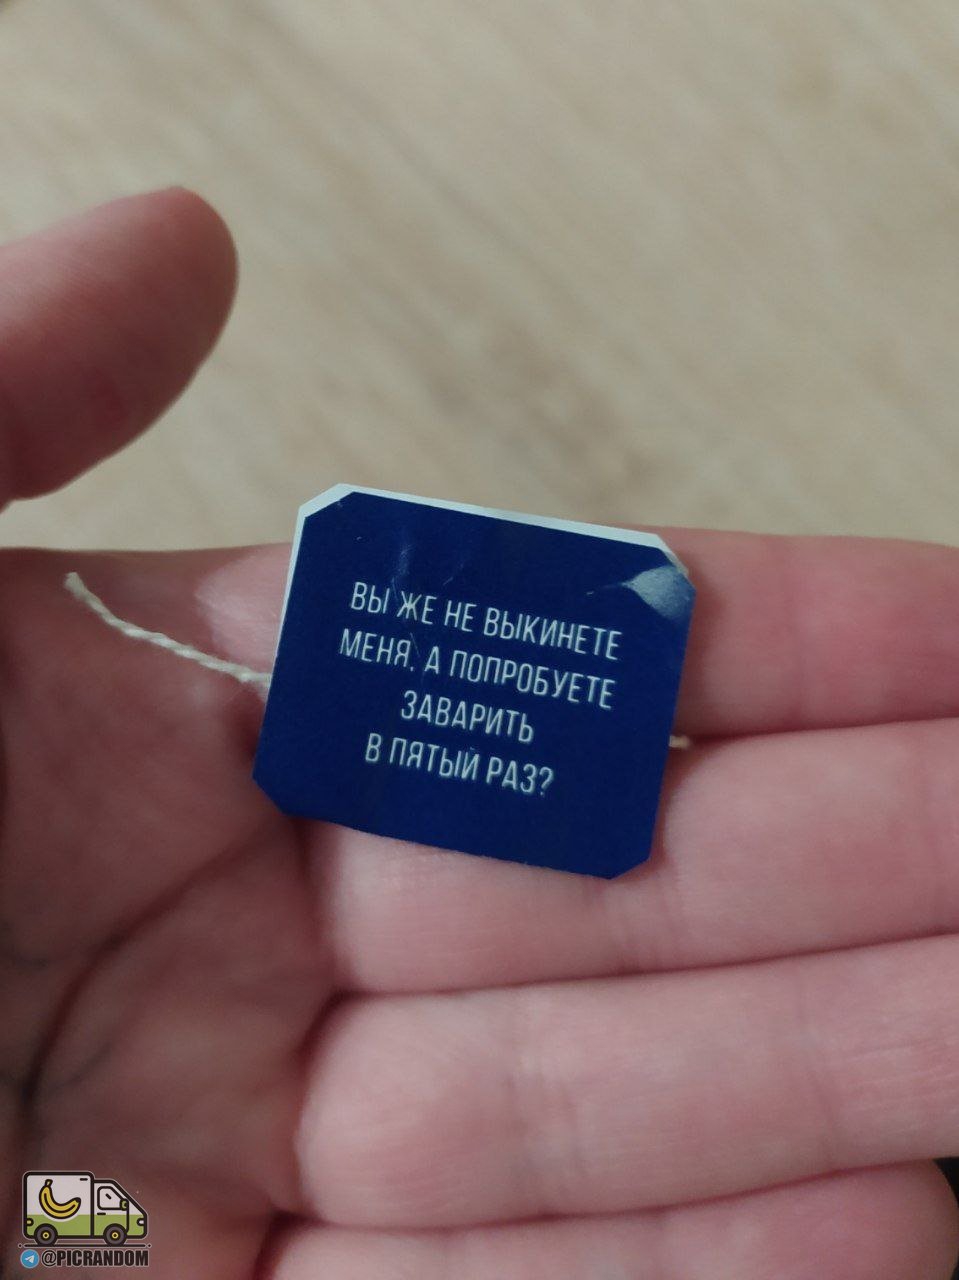 ВЫ ЖЕ НЕ ВЫКИНЕТЕ
МЕНЯ, А ПОПРОБУЕТЕ
ЗАВАРИТЬ
В ПЯТЫЙ РАЗ?
@PICRANDOM